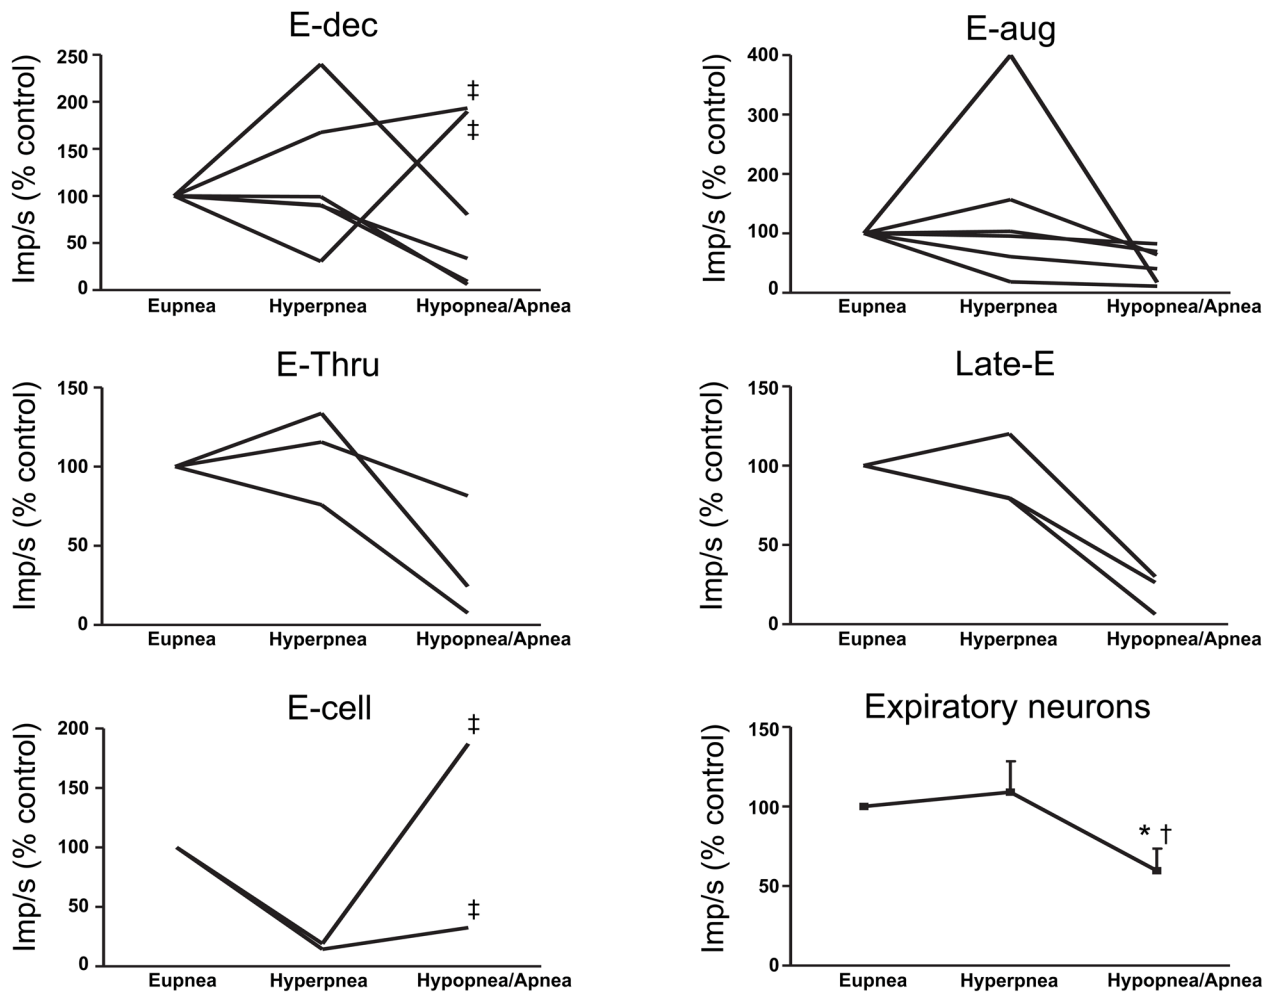 E-dec
Imp/s (% control)
250
200
150
100
50
0
‡
‡
Eupnea Hyperpnea Hypopnea/Apnea
E-aug
Imp/s (% control)
400
300
200
100
0
Eupnea Hyperpnea Hypopnea/Apnea
E-Thru
Imp/s (% control)
150
100
50
0
Eupnea Hyperpnea Hypopnea/Apnea
Late-E
Imp/s (% control)
150
100
50
0
Eupnea Hyperpnea Hypopnea/Apnea
E-cell
Imp/s (% control)
200
150
100
50
0
‡
‡
Eupnea Hyperpnea Hypopnea/Apnea
Expiratory neurons
Imp/s (% control)
150
100
50
0
* †
Eupnea Hyperpnea Hypopnea/Apnea